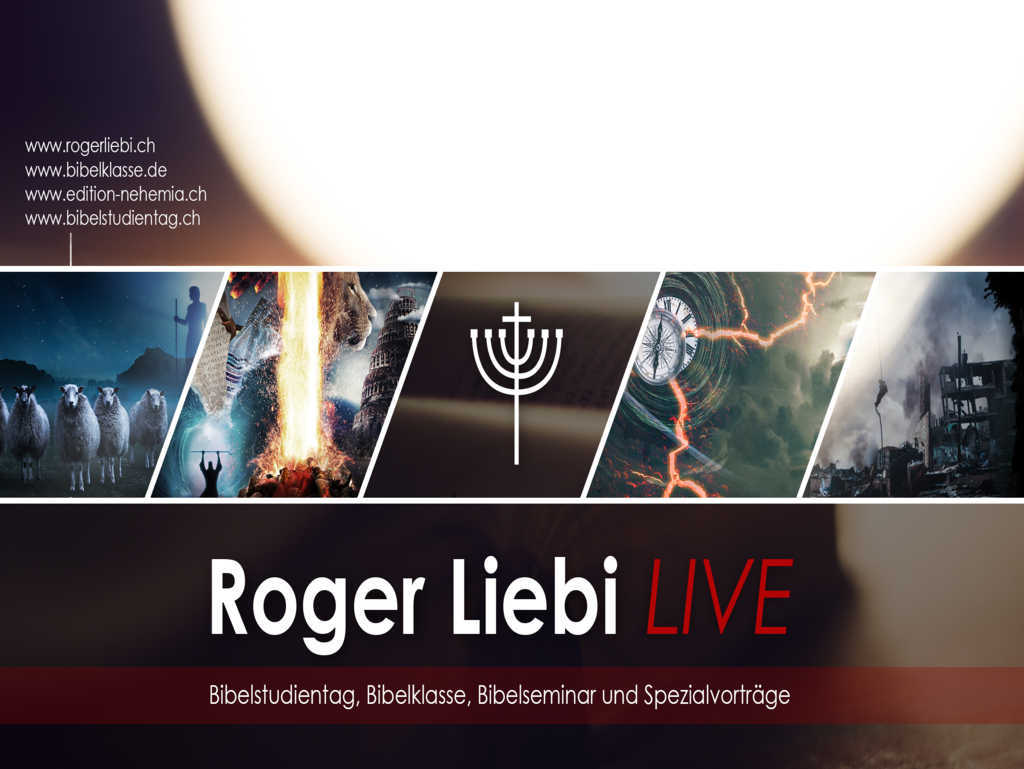 www.rogerliebi.ch
www.bibelklasse.de
www.edition-nehemia.ch
www.bibelstudientag.ch
Roger Liebi LIVE
Bibelstudientag, Bibelklasse, Bibelseminar und Spezialvorträge